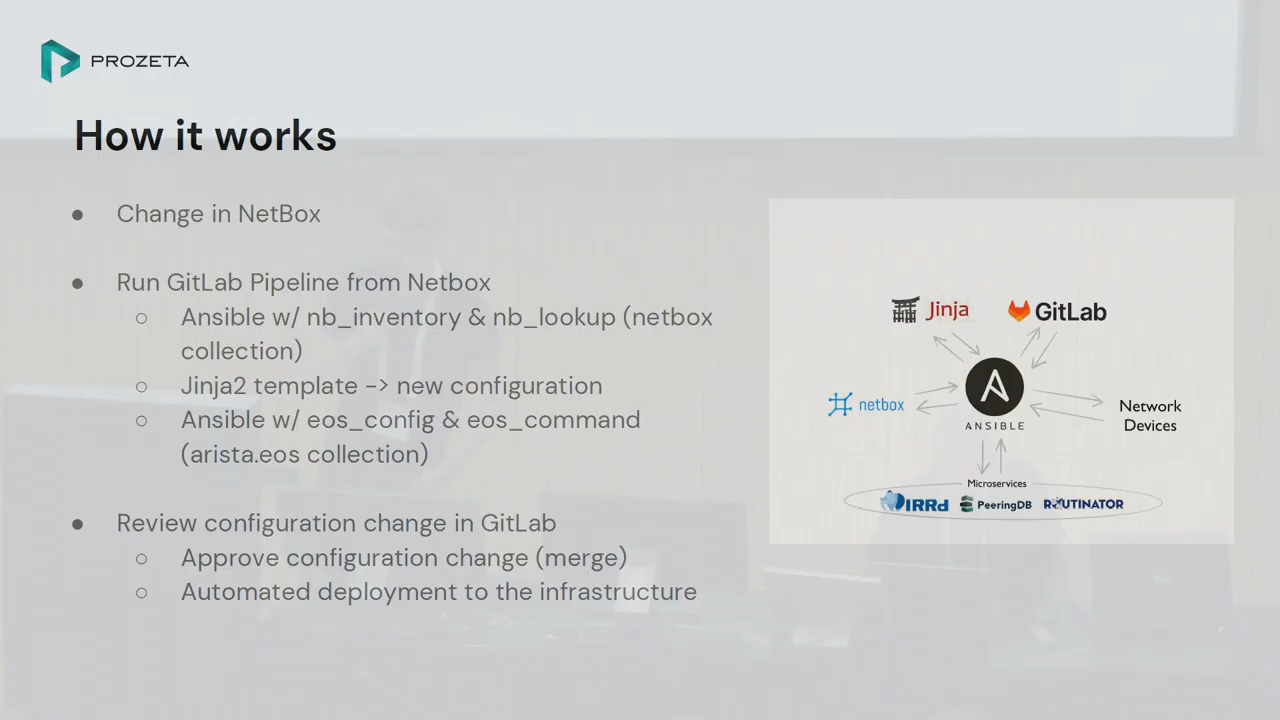 PROZETA
How it works
● Change in NetBox
● Run GitLab Pipeline from Netbox
○ Ansible w/ nb_inventory & nb_lookup (netbox
collection)
○ Jinja2 template -> new configuration
○ Ansible w/ eos_config & eos_command
(arista.eos collection)
● Review configuration change in GitLab
○ Approve configuration change (merge)
○ Automated deployment to the infrastructure
Jinja
GitLab
netbox
ANSIBLE
Network
Devices
Microservices
IRRd
PeeringDB
ROUTINATOR